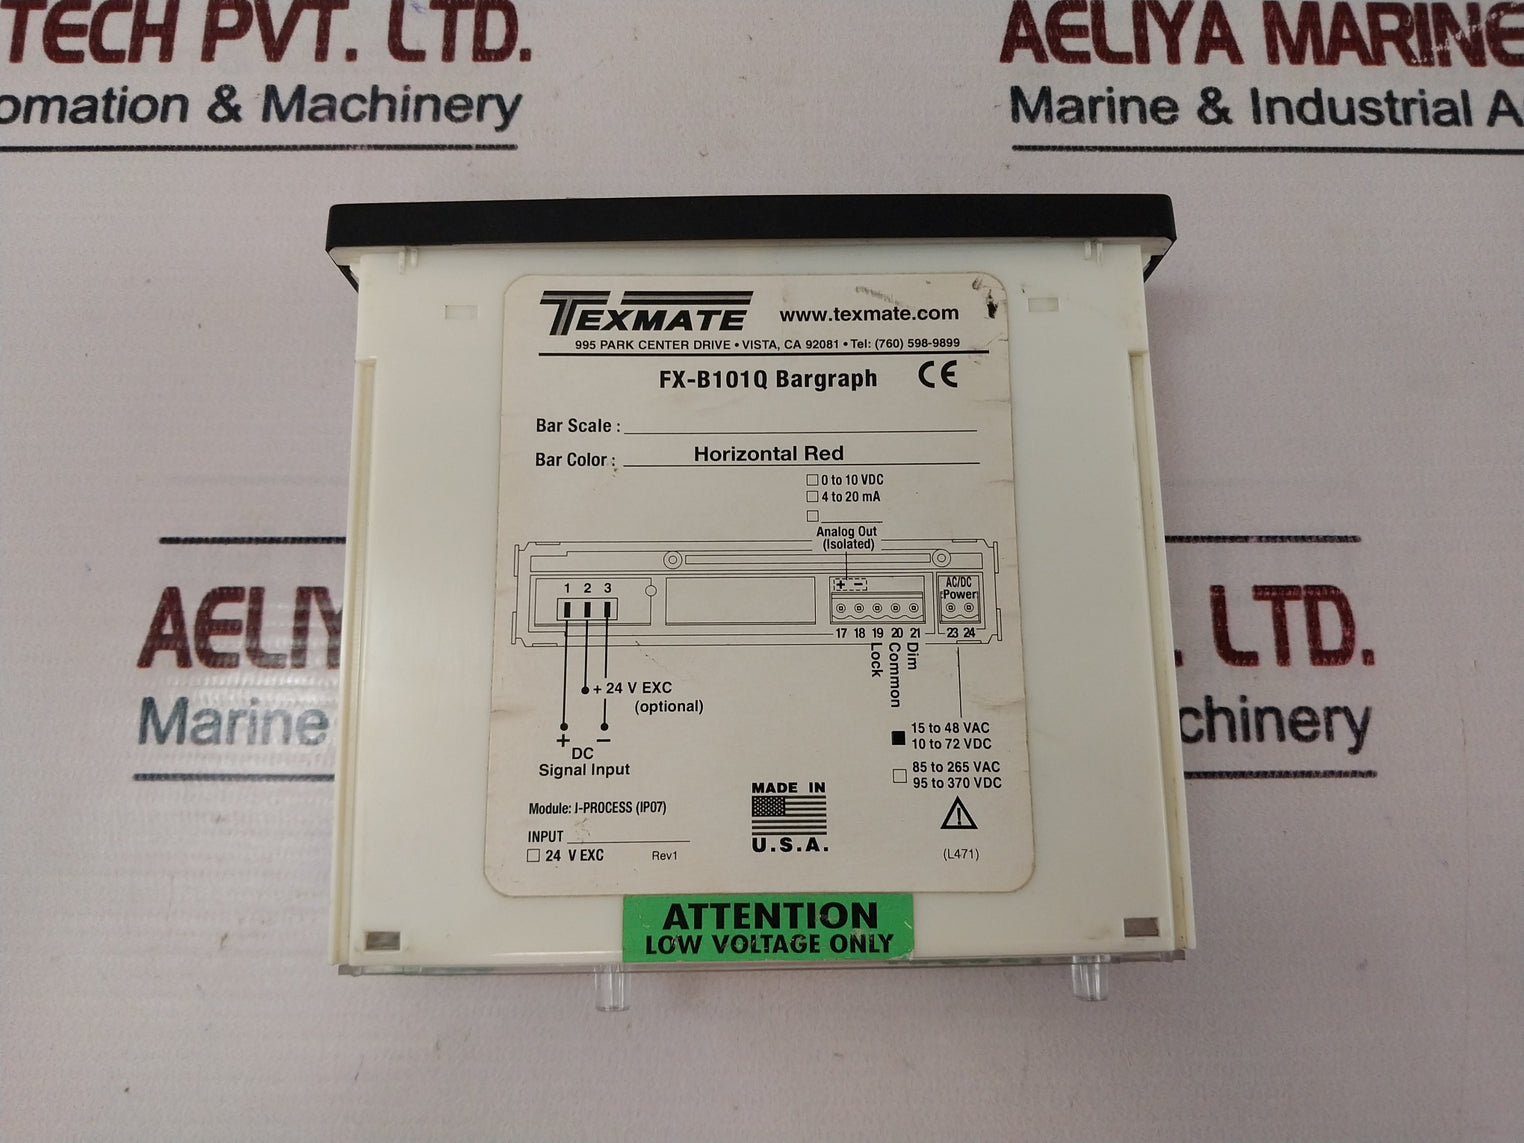 TECH PVT. LTD.
omation & Machinery
AELIYA MARINE
Marine & Industrial A
TEXMATE
www.texmate.com
995 PARK CENTER DRIVE • VISTA, CA 92081 • Tel: (760) 598-9899
FX-B101Q Bargraph CE
Bar Scale :
Bar Color : Horizontal Red
0 to 10 VDC
4 to 20 mA
Analog Out
(Isolated)
1 2 3
+ −
AC/DC
Power
17 18 19 20 21 23 24
Lock
Common
Dim
+ 24 V EXC
(optional)
+ −
DC
Signal Input
15 to 48 VAC
10 to 72 VDC
85 to 265 VAC
95 to 370 VDC
Module: J-PROCESS (IP07)
INPUT
24 V EXC
Rev1
MADE IN
U.S.A.
(L471)
ATTENTION
LOW VOLTAGE ONLY
AELIY
Marine
. LTD.
chinery